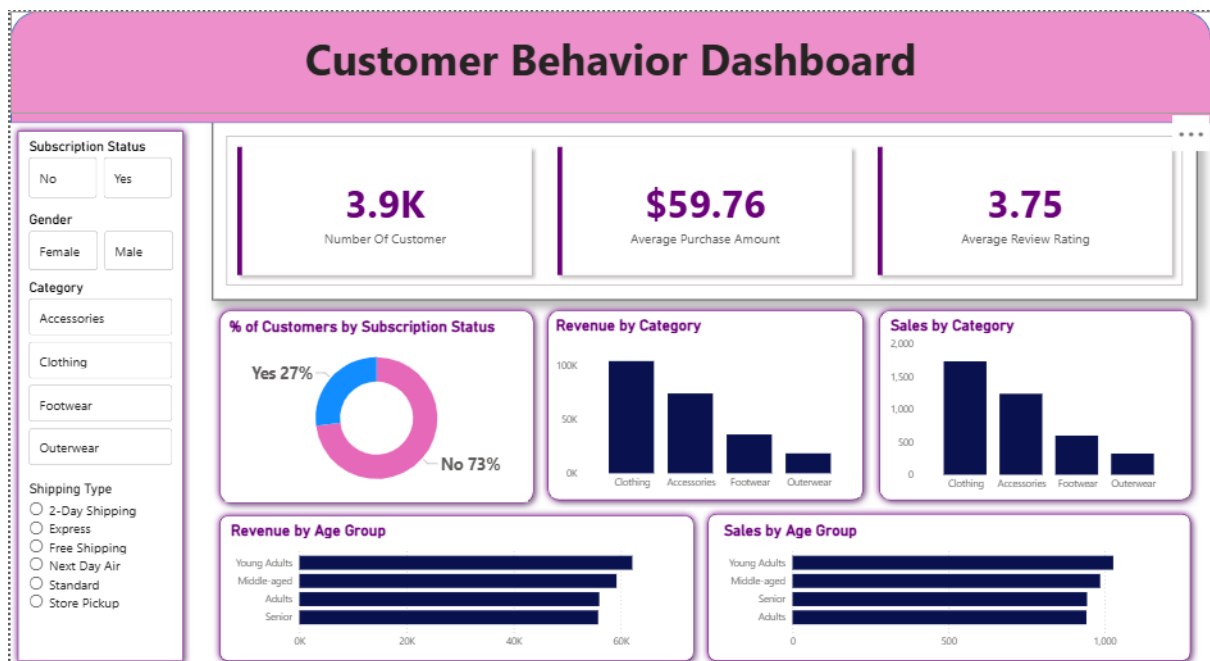 Customer Behavior Dashboard
Subscription Status
No Yes
Gender
Female Male
Category
Accessories
Clothing
Footwear
Outerwear
Shipping Type
2-Day Shipping
Express
Free Shipping
Next Day Air
Standard
Store Pickup
3.9K
Number Of Customer
$59.76
Average Purchase Amount
3.75
Average Review Rating
% of Customers by Subscription Status
Yes 27%
No 73%
Revenue by Category
100K
50K
0K
Clothing Accessories Footwear Outerwear
Sales by Category
2,000
1,500
1,000
500
0
Clothing Accessories Footwear Outerwear
Revenue by Age Group
Young Adults
Middle-aged
Adults
Senior
0K 20K 40K 60K
Sales by Age Group
Young Adults
Middle-aged
Senior
Adults
0 500 1,000